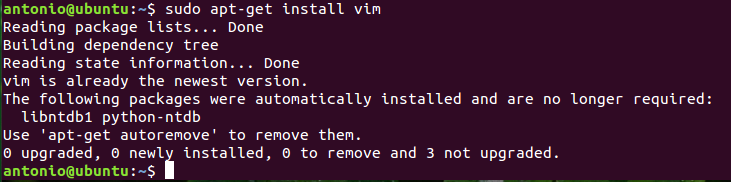 antonio@ubuntu:~$ sudo apt-get install vim
Reading package lists... Done
Building dependency tree
Reading state information... Done
vim is already the newest version.
The following packages were automatically installed and are no longer required:
  libntdb1 python-ntdb
Use 'apt-get autoremove' to remove them.
0 upgraded, 0 newly installed, 0 to remove and 3 not upgraded.
antonio@ubuntu:~$